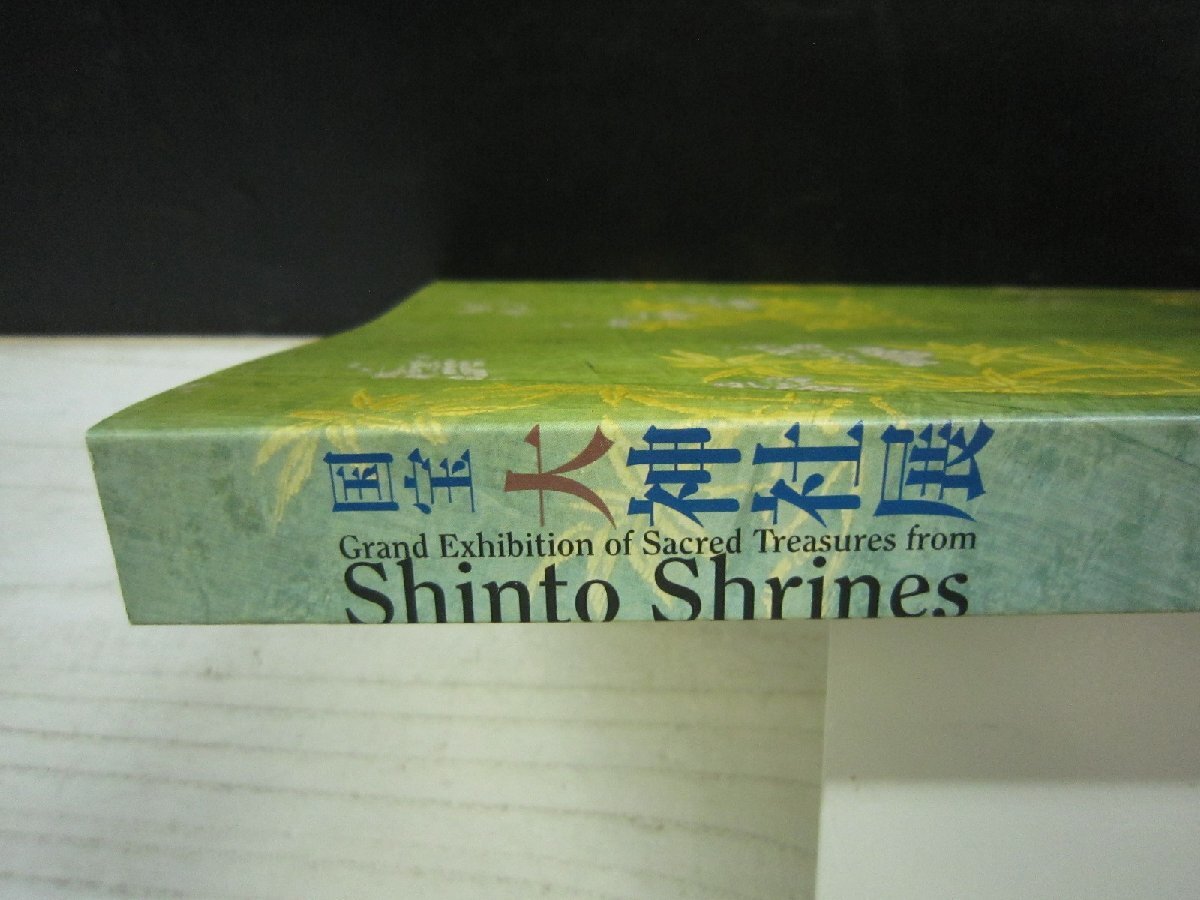 国宝 大神社展
Grand Exhibition of Sacred Treasures from
Shinto Shrines